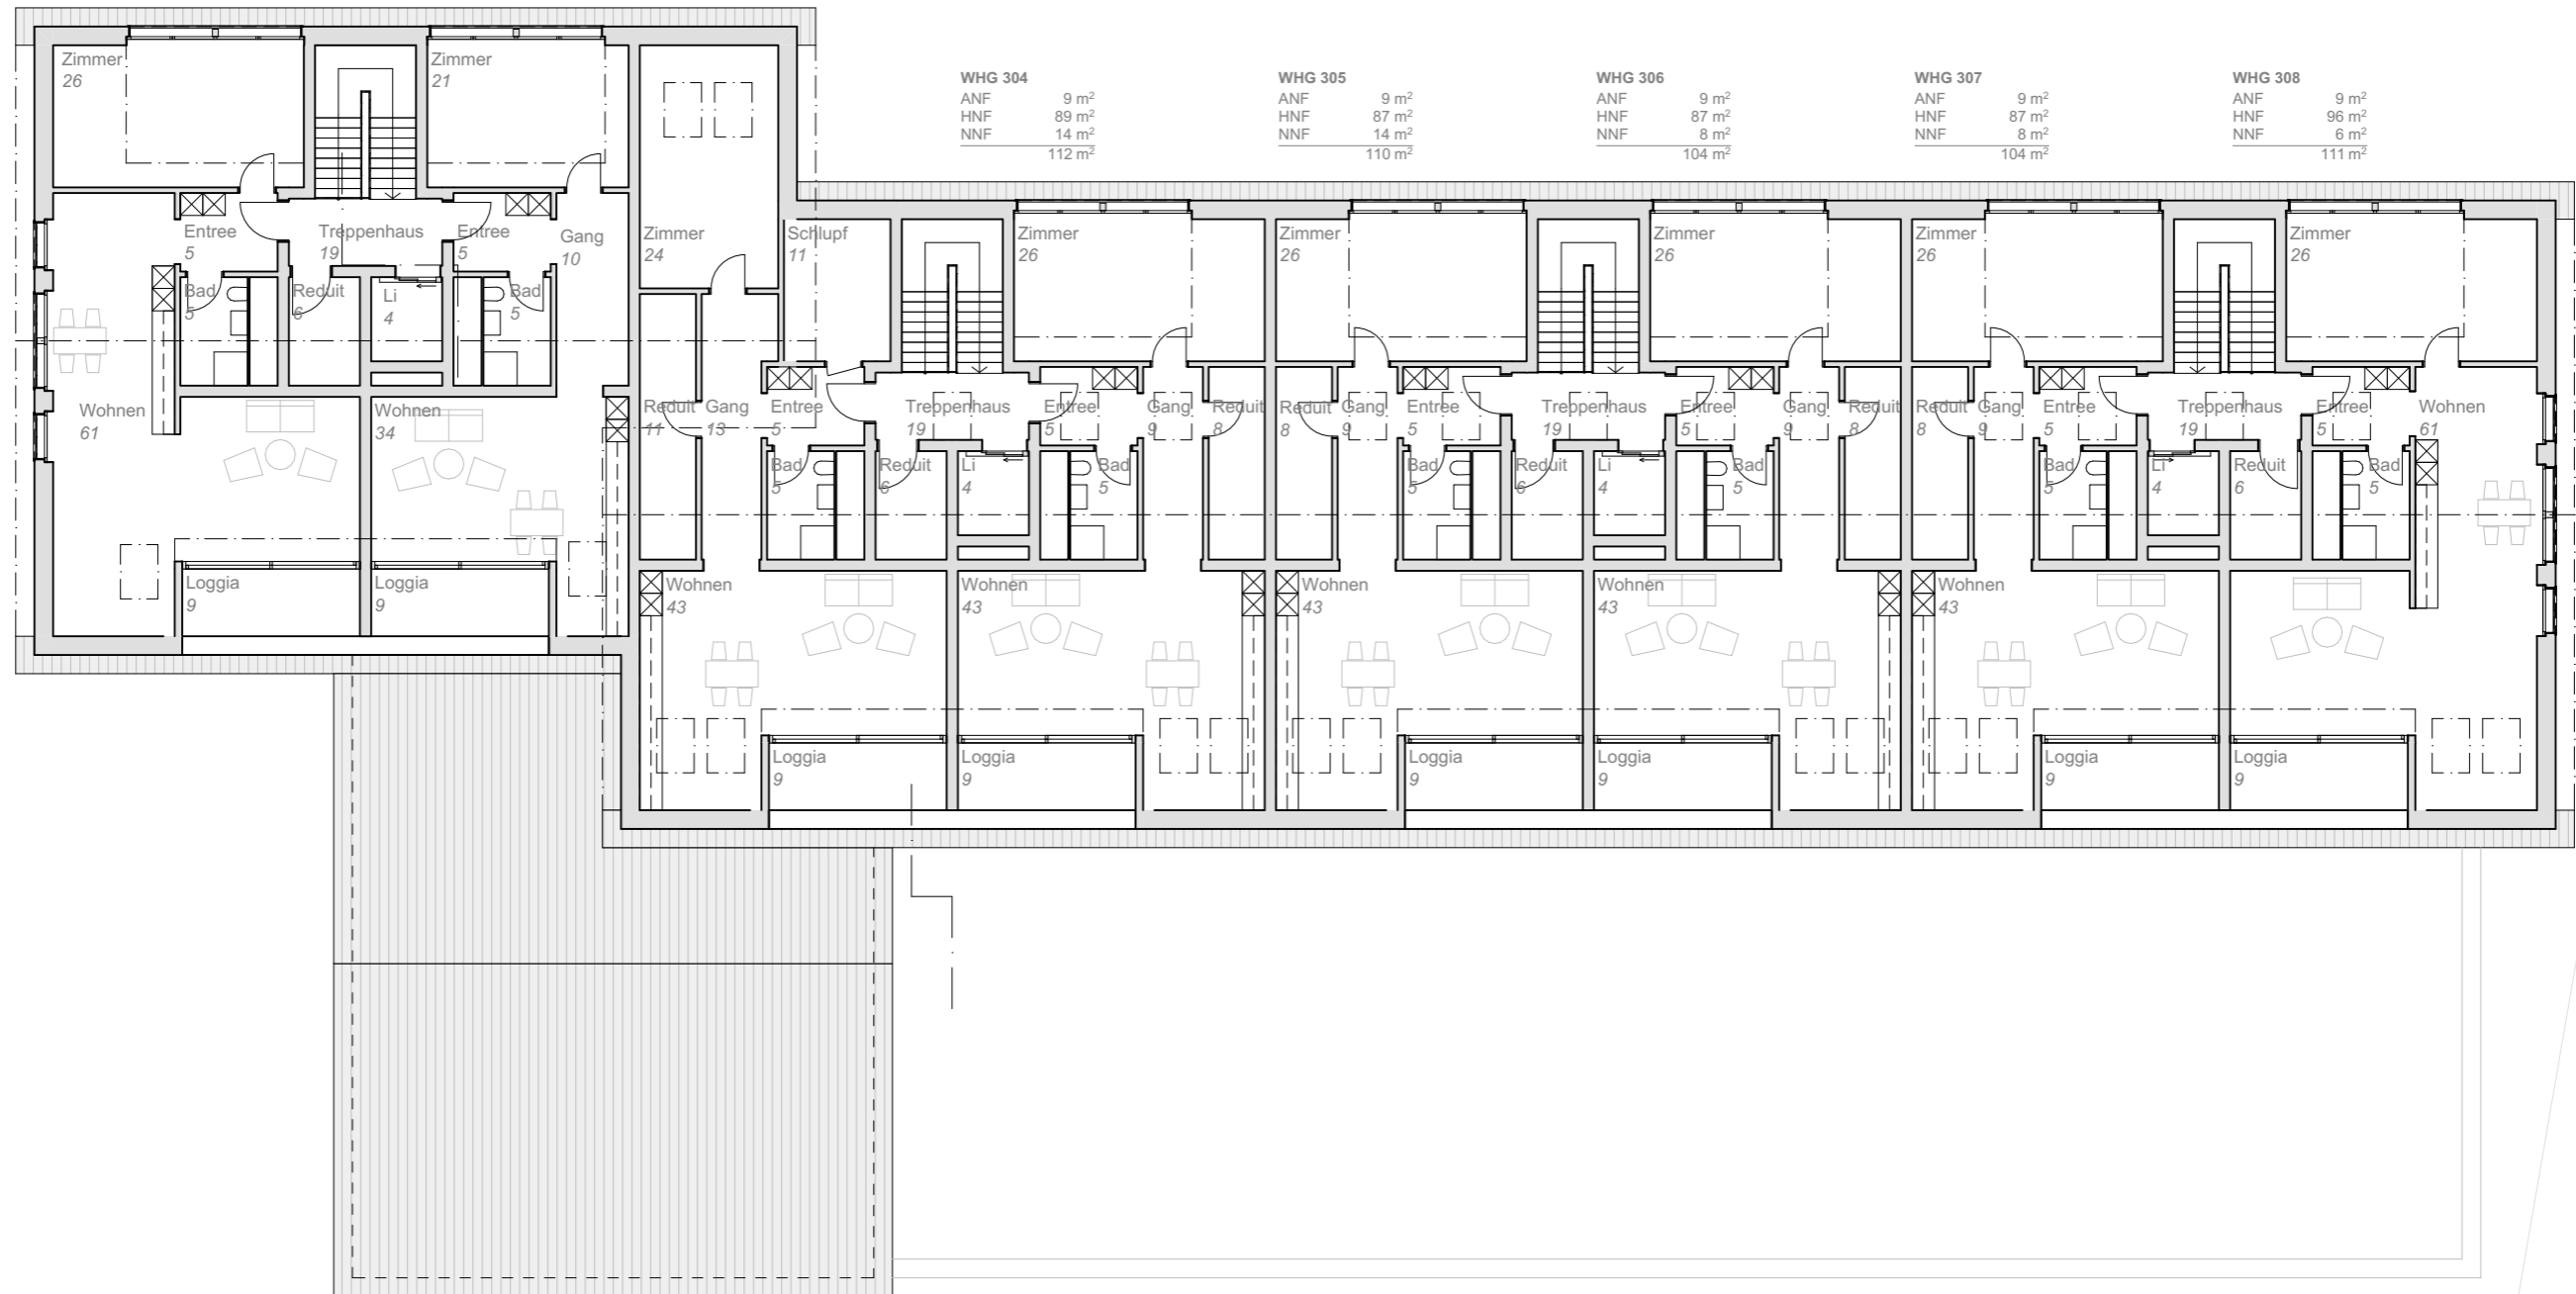 Zimmer
26
Zimmer
21
WHG 304
ANF 9 m²
HNF 89 m²
NNF 14 m²
112 m²
WHG 305
ANF 9 m²
HNF 87 m²
NNF 14 m²
110 m²
WHG 306
ANF 9 m²
HNF 87 m²
NNF 8 m²
104 m²
WHG 307
ANF 9 m²
HNF 87 m²
NNF 8 m²
104 m²
WHG 308
ANF 9 m²
HNF 96 m²
NNF 6 m²
111 m²
Entree
5
Treppenhaus
19
Entree
5
Gang
10
Zimmer
24
Schlupf
11
Zimmer
26
Zimmer
26
Zimmer
26
Zimmer
26
Zimmer
26
Bad
5
Reduit
6
Li
4
Bad
5
Wohnen
61
Wohnen
34
Reduit
11
Gang
13
Entree
5
Treppenhaus
19
Entree
5
Gang
9
Reduit
8
Reduit
8
Gang
9
Entree
5
Treppenhaus
19
Entree
5
Gang
9
Reduit
8
Reduit
8
Gang
9
Entree
5
Treppenhaus
19
Entree
5
Wohnen
61
Bad
5
Reduit
6
Li
4
Bad
5
Bad
5
Reduit
6
Li
4
Bad
5
Bad
5
Li
4
Reduit
6
Bad
5
Loggia
9
Loggia
9
Wohnen
43
Wohnen
43
Wohnen
43
Wohnen
43
Wohnen
43
Loggia
9
Loggia
9
Loggia
9
Loggia
9
Loggia
9
Loggia
9